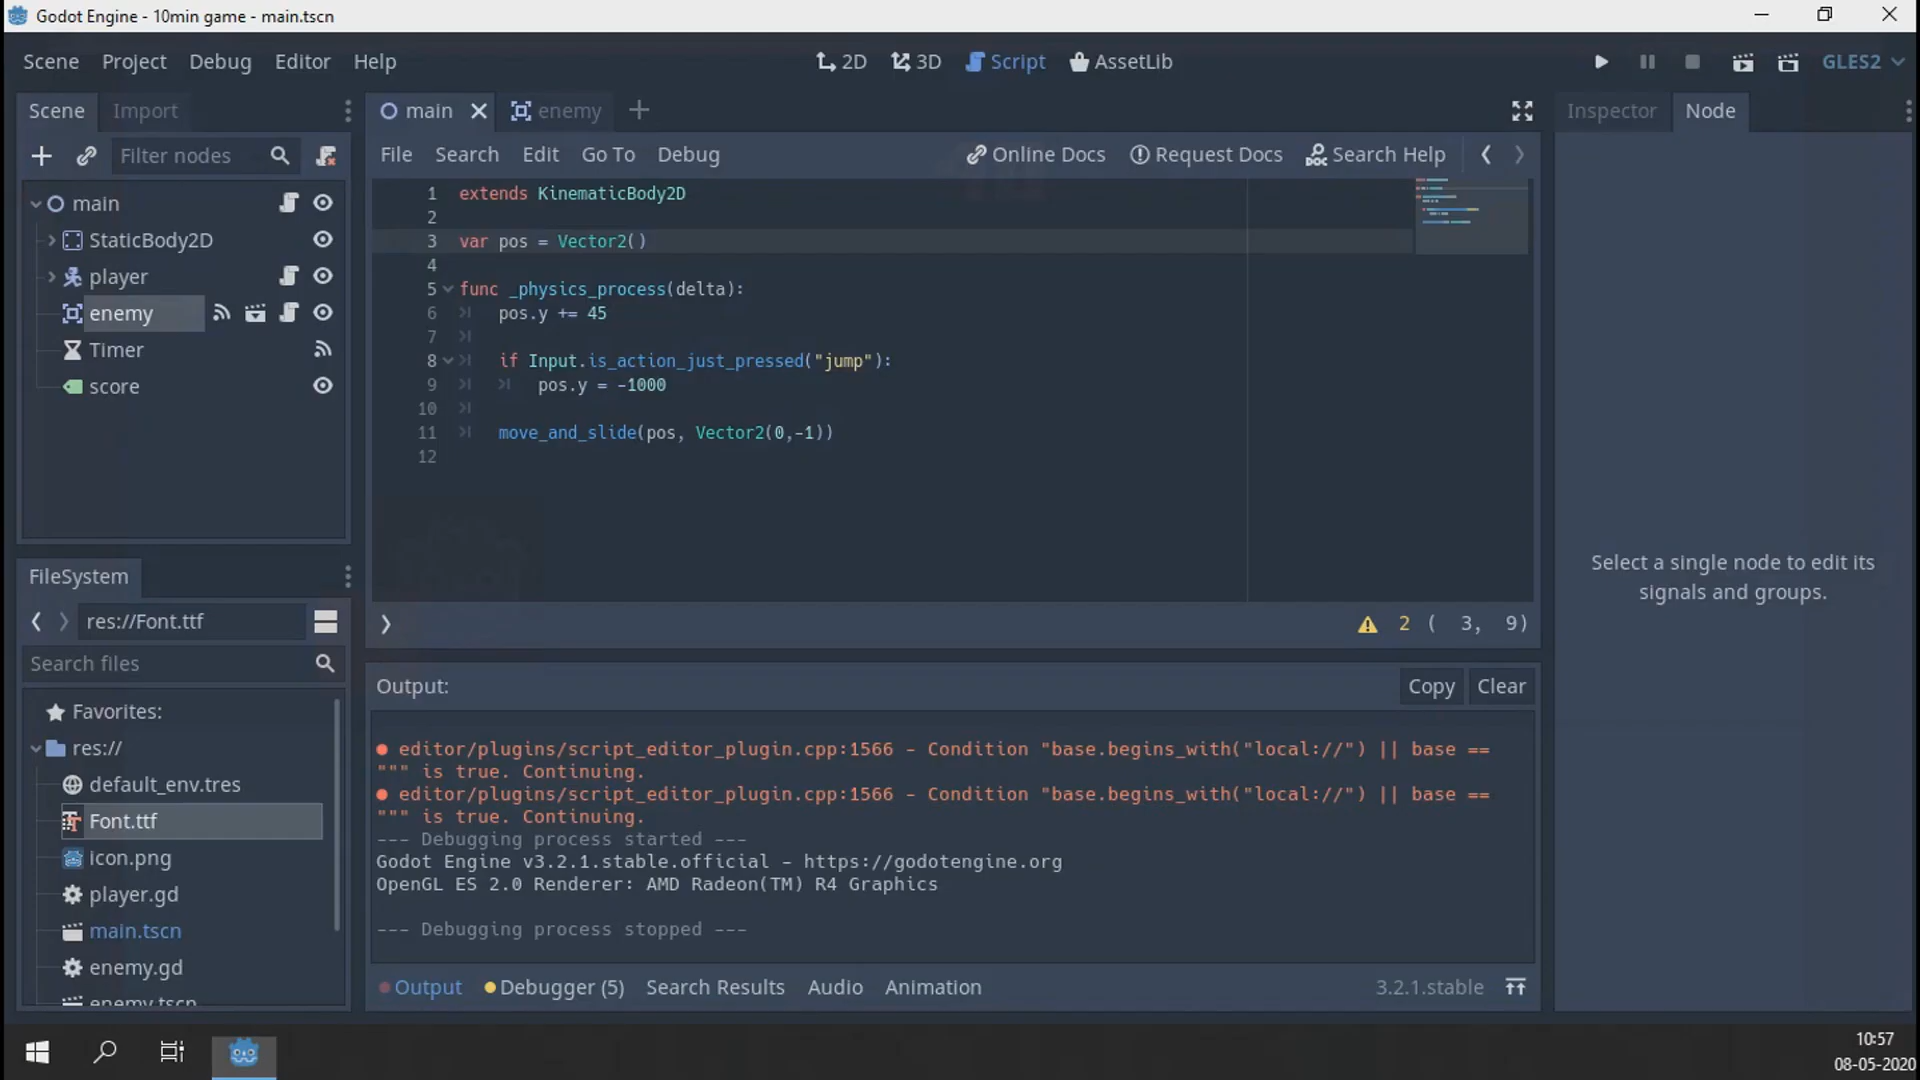 Godot Engine - 10min game - main.tscn
Scene Project Debug Editor Help
2D 3D Script AssetLib
GLES2
Scene Import
Filter nodes
main
StaticBody2D
player
enemy
Timer
score
FileSystem
res://Font.ttf
Search files
Favorites:
res://
default_env.tres
Font.ttf
icon.png
player.gd
main.tscn
enemy.gd
enemy.tscn
main enemy
File Search Edit Go To Debug
Online Docs Request Docs Search Help
1 extends KinematicBody2D
2
3 var pos = Vector2()
4
5 func _physics_process(delta):
6 pos.y += 45
7
8 if Input.is_action_just_pressed("jump"):
9 pos.y = -1000
10
11 move_and_slide(pos, Vector2(0,-1))
12
2 ( 3, 9)
Output:
Copy Clear
editor/plugins/script_editor_plugin.cpp:1566 - Condition "base.begins_with("local://") || base ==
""" is true. Continuing.
editor/plugins/script_editor_plugin.cpp:1566 - Condition "base.begins_with("local://") || base ==
""" is true. Continuing.
--- Debugging process started ---
Godot Engine v3.2.1.stable.official - https://godotengine.org
OpenGL ES 2.0 Renderer: AMD Radeon(TM) R4 Graphics
--- Debugging process stopped ---
Output Debugger (5) Search Results Audio Animation
3.2.1.stable
Inspector Node
Select a single node to edit its
signals and groups.
10:57
08-05-2020